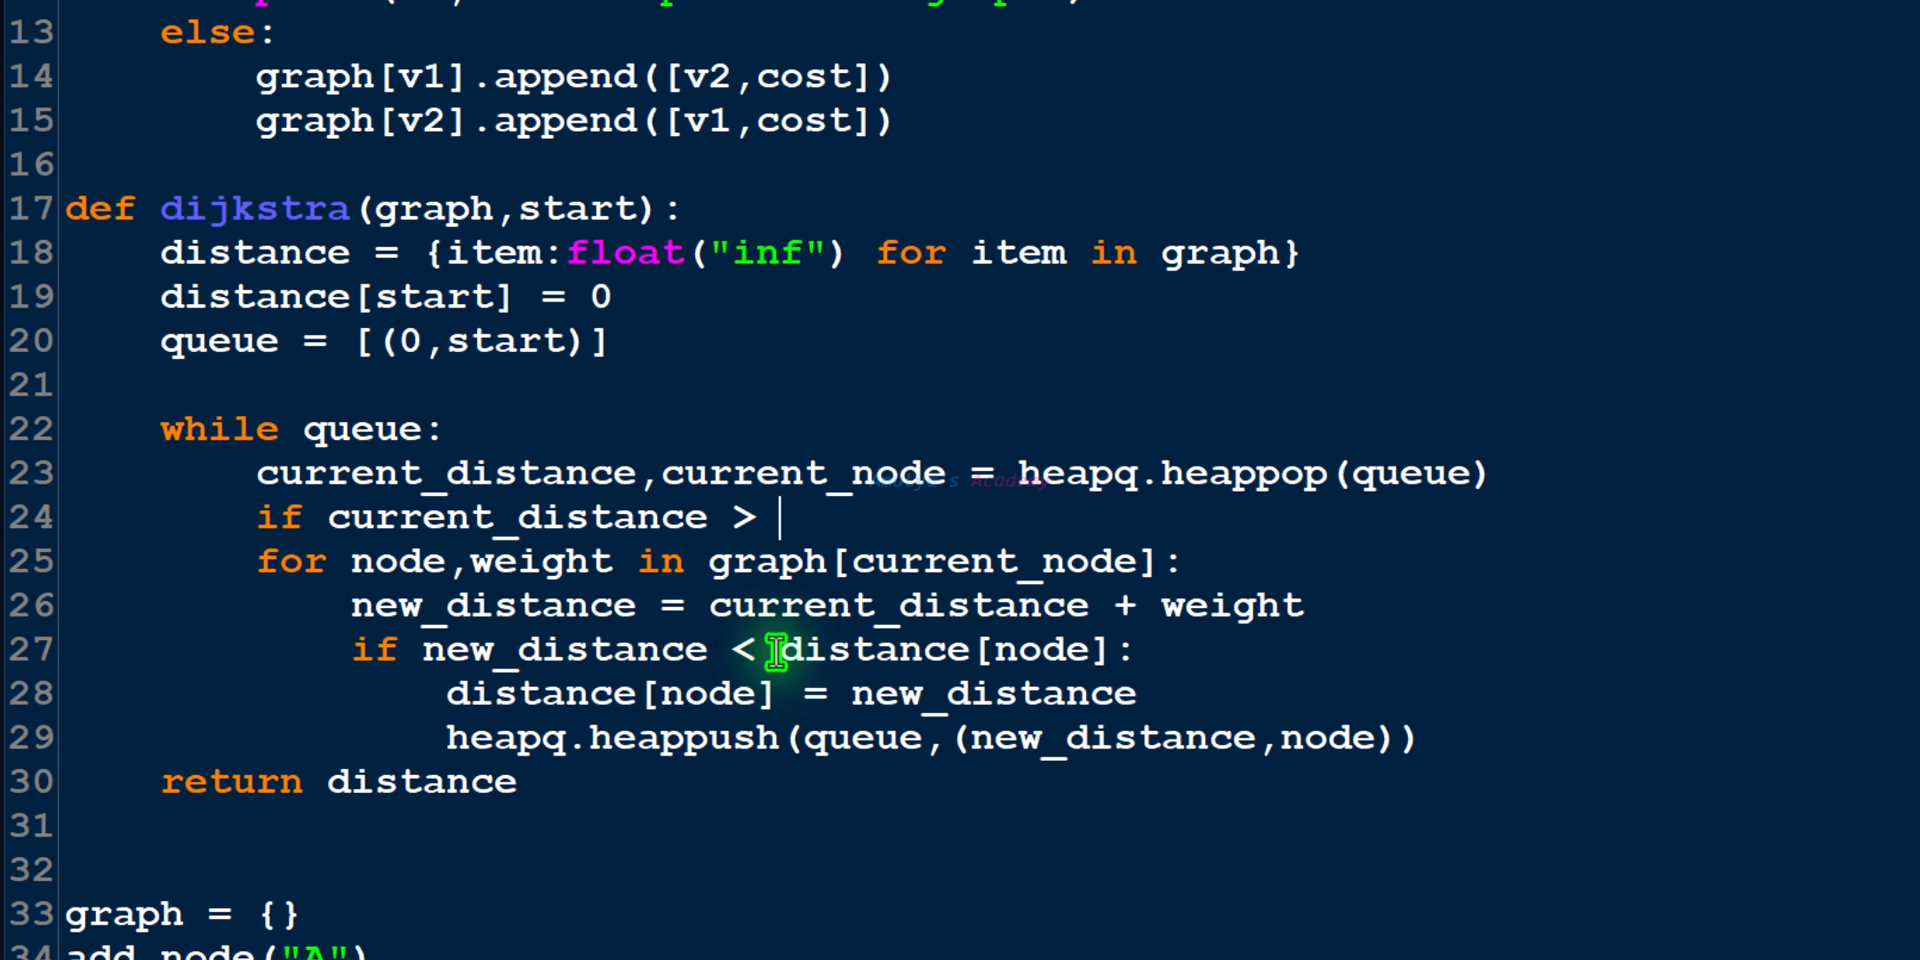 13 else:
14 graph[v1].append([v2,cost])
15 graph[v2].append([v1,cost])
16
17 def dijkstra(graph,start):
18 distance = {item:float("inf") for item in graph}
19 distance[start] = 0
20 queue = [(0,start)]
21
22 while queue:
23 current_distance,current_node = heapq.heappop(queue)
24 if current_distance >
25 for node,weight in graph[current_node]:
26 new_distance = current_distance + weight
27 if new_distance < distance[node]:
28 distance[node] = new_distance
29 heapq.heappush(queue,(new_distance,node))
30 return distance
31
32
33 graph = {}
34 add_node("A")